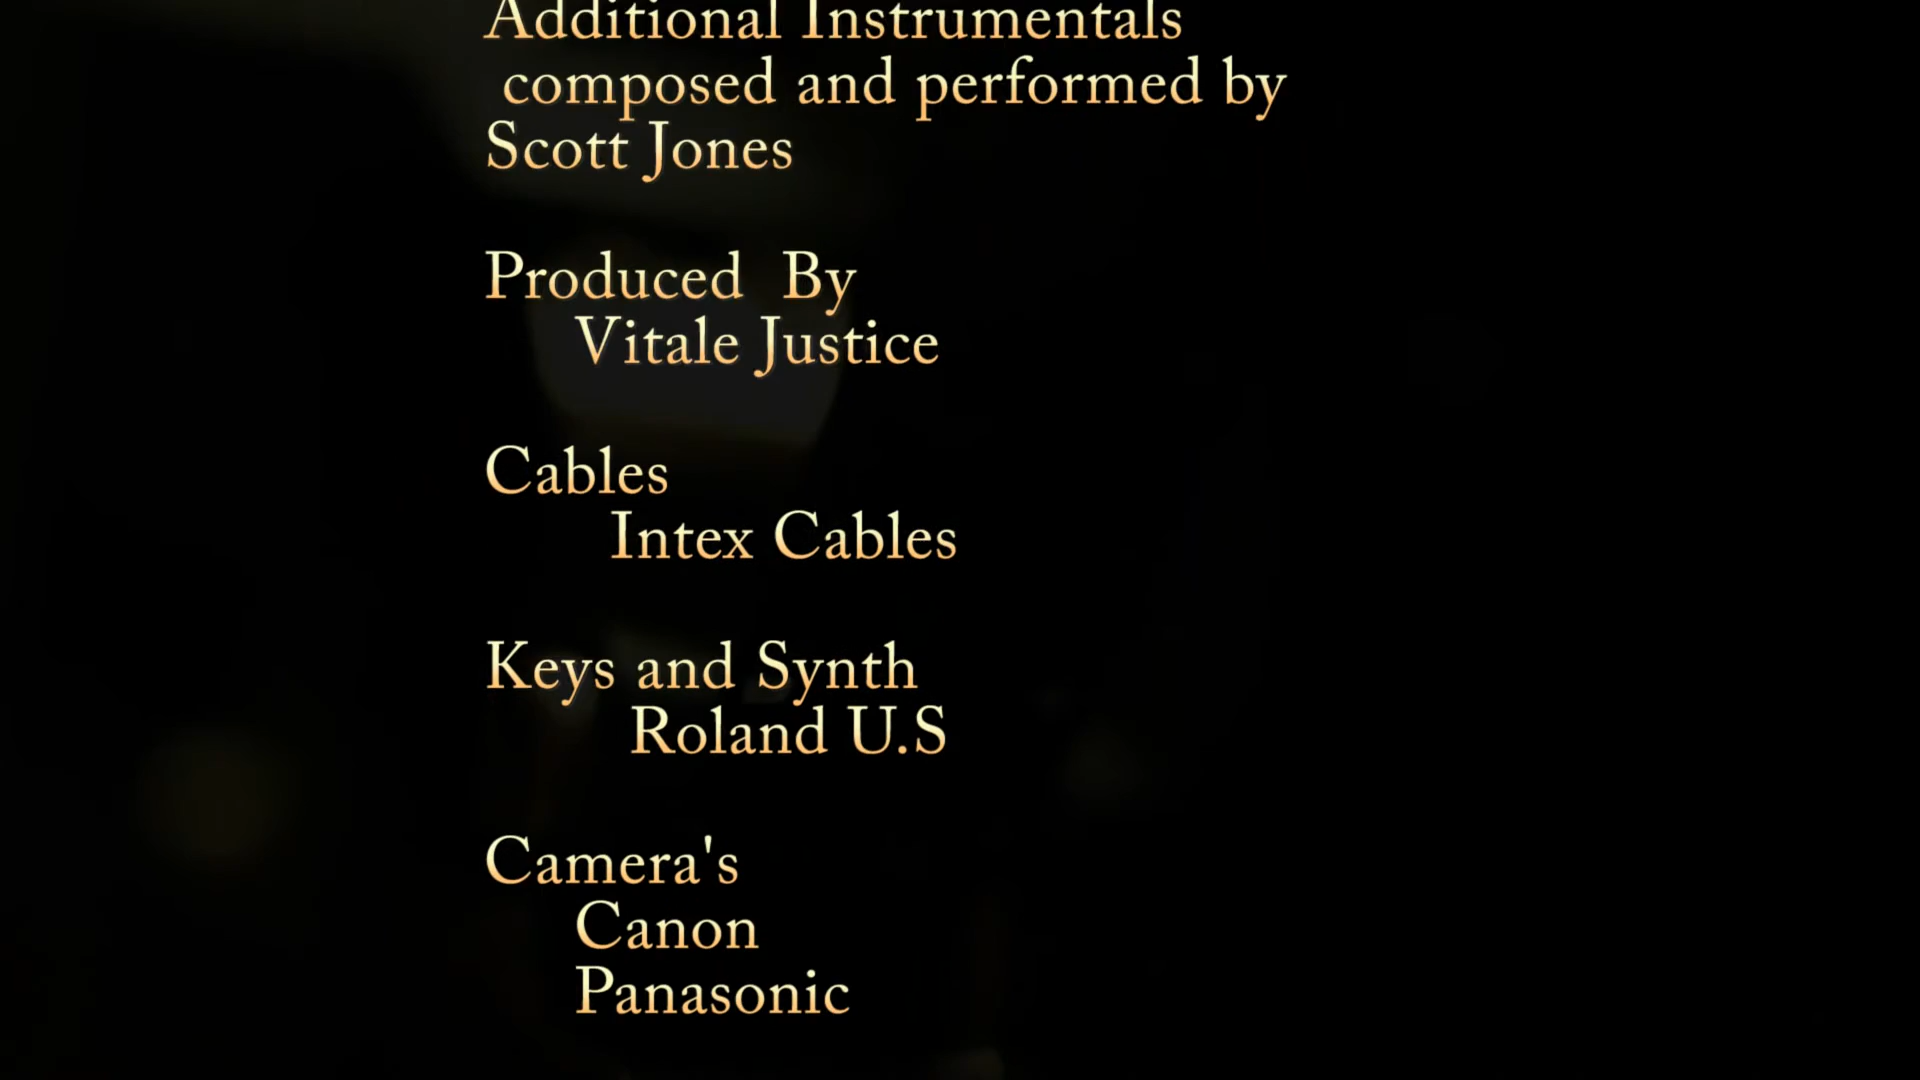 Additional Instrumentals
composed and performed by
Scott Jones
Produced By
Vitale Justice
Cables
Intex Cables
Keys and Synth
Roland U.S
Camera's
Canon
Panasonic